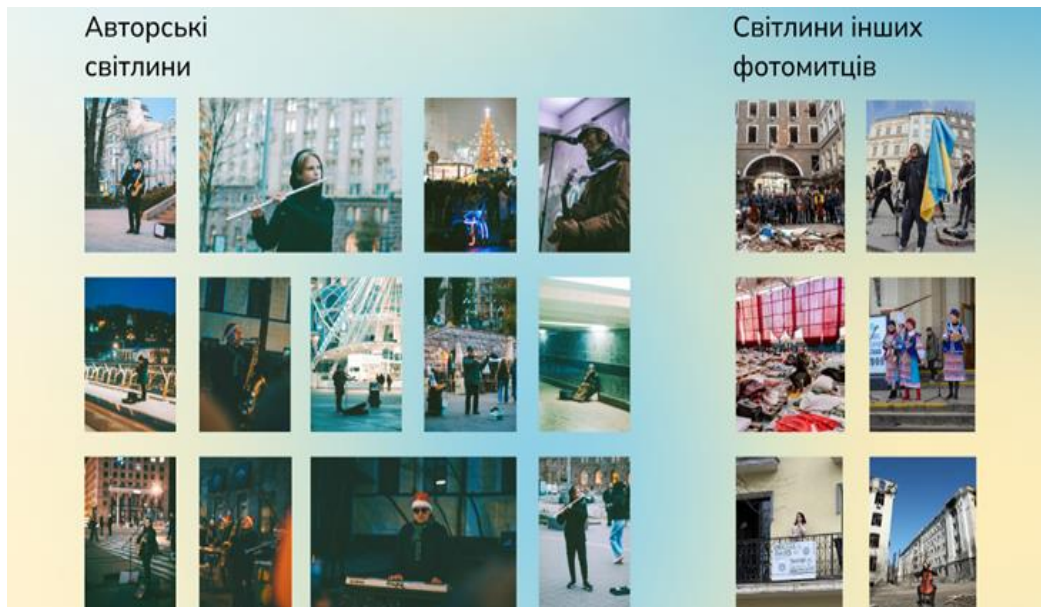 Авторські
світлини
Світлини інших
фотомитців